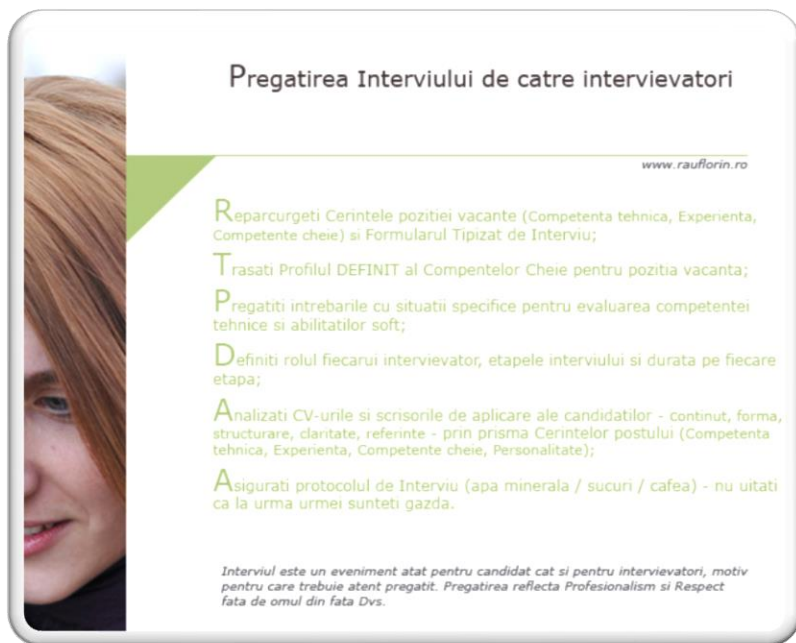 Pregatirea Interviului de catre intervievatori
www.rauflorin.ro
Reparcurgeti Cerintele pozitiei vacante (Competenta tehnica, Experienta,
Competente cheie) si Formularul Tipizat de Interviu;
Trasati Profilul DEFINIT al Compentelor Cheie pentru pozitia vacanta;
Pregatiti intrebarile cu situatii specifice pentru evaluarea competentei
tehnice si abilitatilor soft;
Definiti rolul fiecarui intervievator, etapele interviului si durata pe fiecare
etapa;
Analizati CV-urile si scrisorile de aplicare ale candidatilor - continut, forma,
structurare, claritate, referinte - prin prisma Cerintelor postului (Competenta
tehnica, Experienta, Competente cheie, Personalitate);
Asigurati protocolul de Interviu (apa minerala / sucuri / cafea) - nu uitati
ca la urma urmei sunteti gazda.
Interviul este un eveniment atat pentru candidat cat si pentru intervievatori, motiv
pentru care trebuie atent pregatit. Pregatirea reflecta Profesionalism si Respect
fata de omul din fata Dvs.